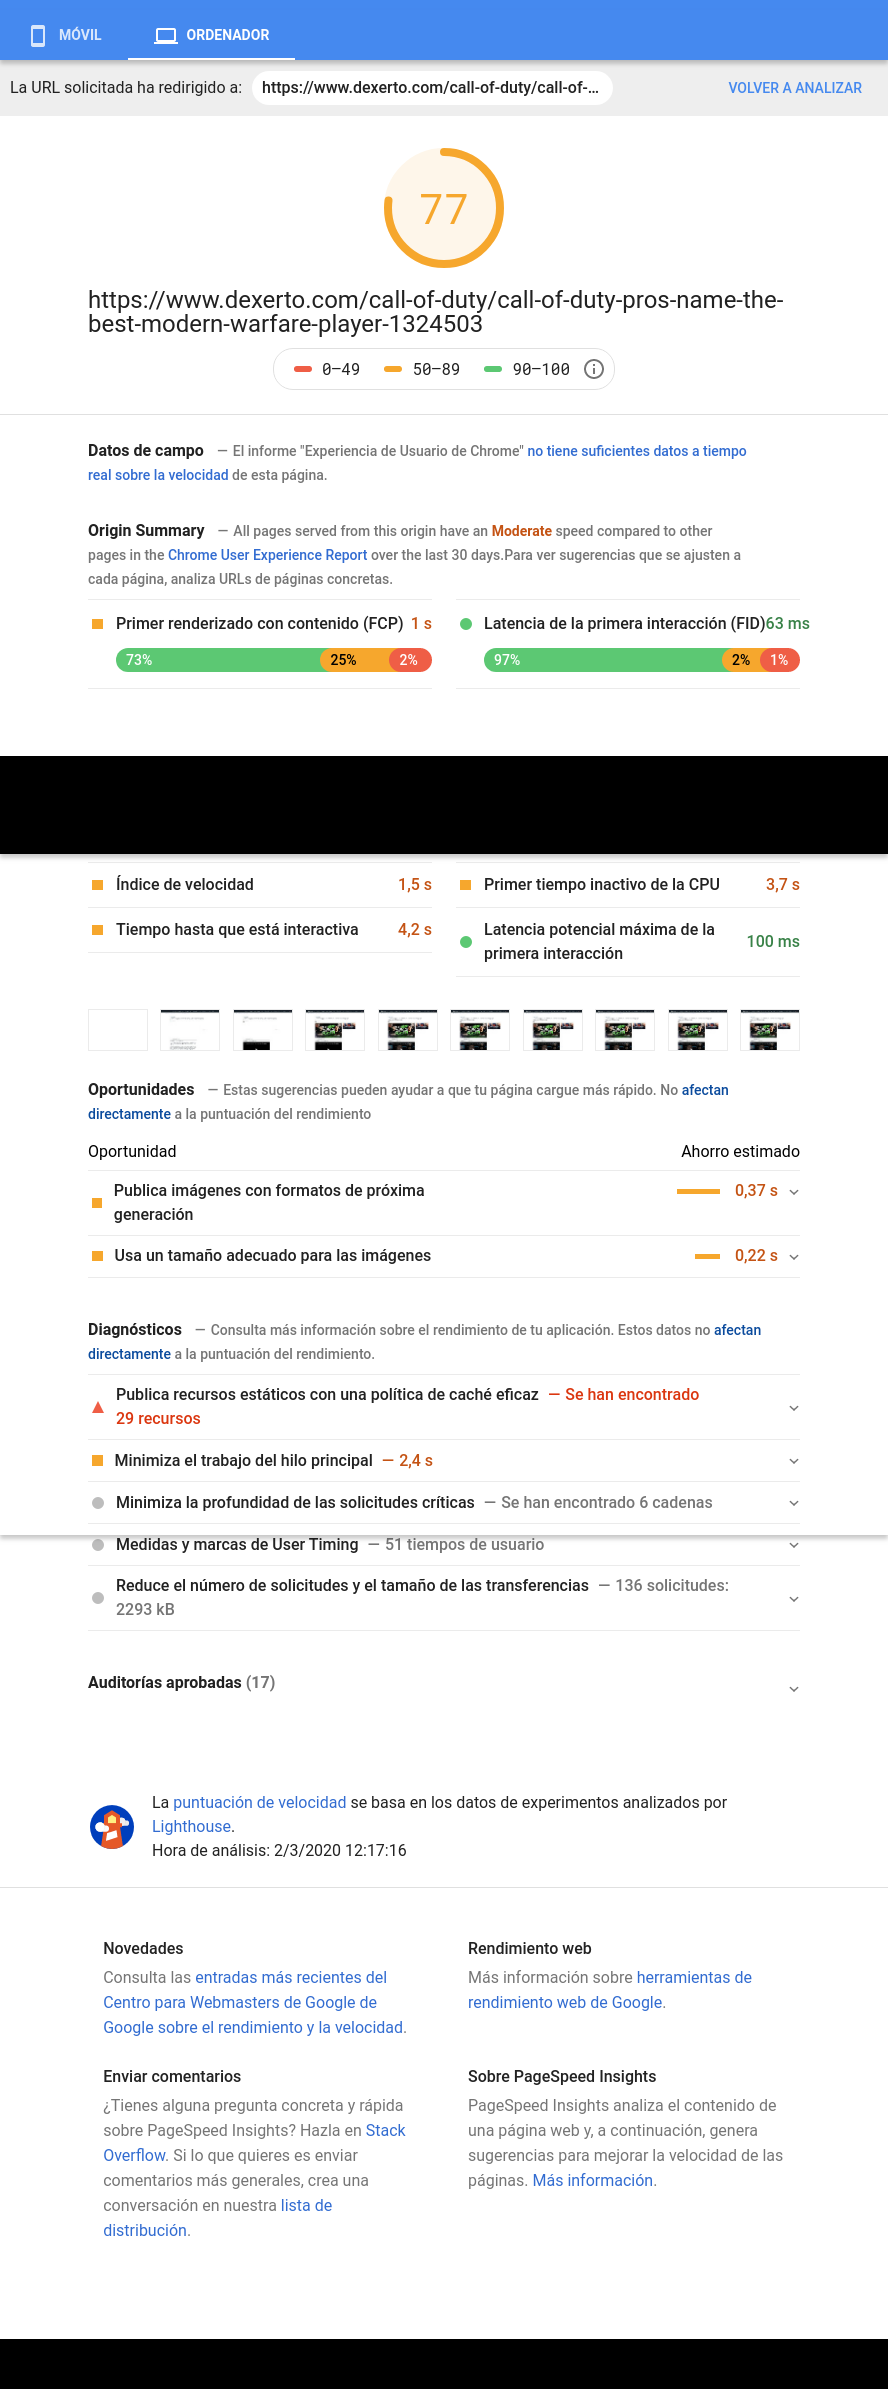 MÓVIL
ORDENADOR
La URL solicitada ha redirigido a:
https://www.dexerto.com/call-of-duty/call-of-...
VOLVER A ANALIZAR
77
https://www.dexerto.com/call-of-duty/call-of-duty-pros-name-the-
best-modern-warfare-player-1324503
0–49
50–89
90–100
Datos de campo — El informe "Experiencia de Usuario de Chrome" no tiene suficientes datos a tiempo
real sobre la velocidad de esta página.
Origin Summary — All pages served from this origin have an Moderate speed compared to other
pages in the Chrome User Experience Report over the last 30 days.Para ver sugerencias que se ajusten a
cada página, analiza URLs de páginas concretas.
Primer renderizado con contenido (FCP) 1 s
73% 25% 2%
Latencia de la primera interacción (FID)63 ms
97% 2% 1%
Índice de velocidad 1,5 s
Primer tiempo inactivo de la CPU 3,7 s
Tiempo hasta que está interactiva 4,2 s
Latencia potencial máxima de la
primera interacción
100 ms
Oportunidades — Estas sugerencias pueden ayudar a que tu página cargue más rápido. No afectan
directamente a la puntuación del rendimiento
Oportunidad Ahorro estimado
Publica imágenes con formatos de próxima
generación
0,37 s
Usa un tamaño adecuado para las imágenes 0,22 s
Diagnósticos — Consulta más información sobre el rendimiento de tu aplicación. Estos datos no afectan
directamente a la puntuación del rendimiento.
Publica recursos estáticos con una política de caché eficaz — Se han encontrado
29 recursos
Minimiza el trabajo del hilo principal — 2,4 s
Minimiza la profundidad de las solicitudes críticas — Se han encontrado 6 cadenas
Medidas y marcas de User Timing — 51 tiempos de usuario
Reduce el número de solicitudes y el tamaño de las transferencias — 136 solicitudes:
2293 kB
Auditorías aprobadas (17)
La puntuación de velocidad se basa en los datos de experimentos analizados por
Lighthouse.
Hora de análisis: 2/3/2020 12:17:16
Novedades
Consulta las entradas más recientes del
Centro para Webmasters de Google de
Google sobre el rendimiento y la velocidad.
Rendimiento web
Más información sobre herramientas de
rendimiento web de Google.
Enviar comentarios
¿Tienes alguna pregunta concreta y rápida
sobre PageSpeed Insights? Hazla en Stack
Overflow. Si lo que quieres es enviar
comentarios más generales, crea una
conversación en nuestra lista de
distribución.
Sobre PageSpeed Insights
PageSpeed Insights analiza el contenido de
una página web y, a continuación, genera
sugerencias para mejorar la velocidad de las
páginas. Más información.